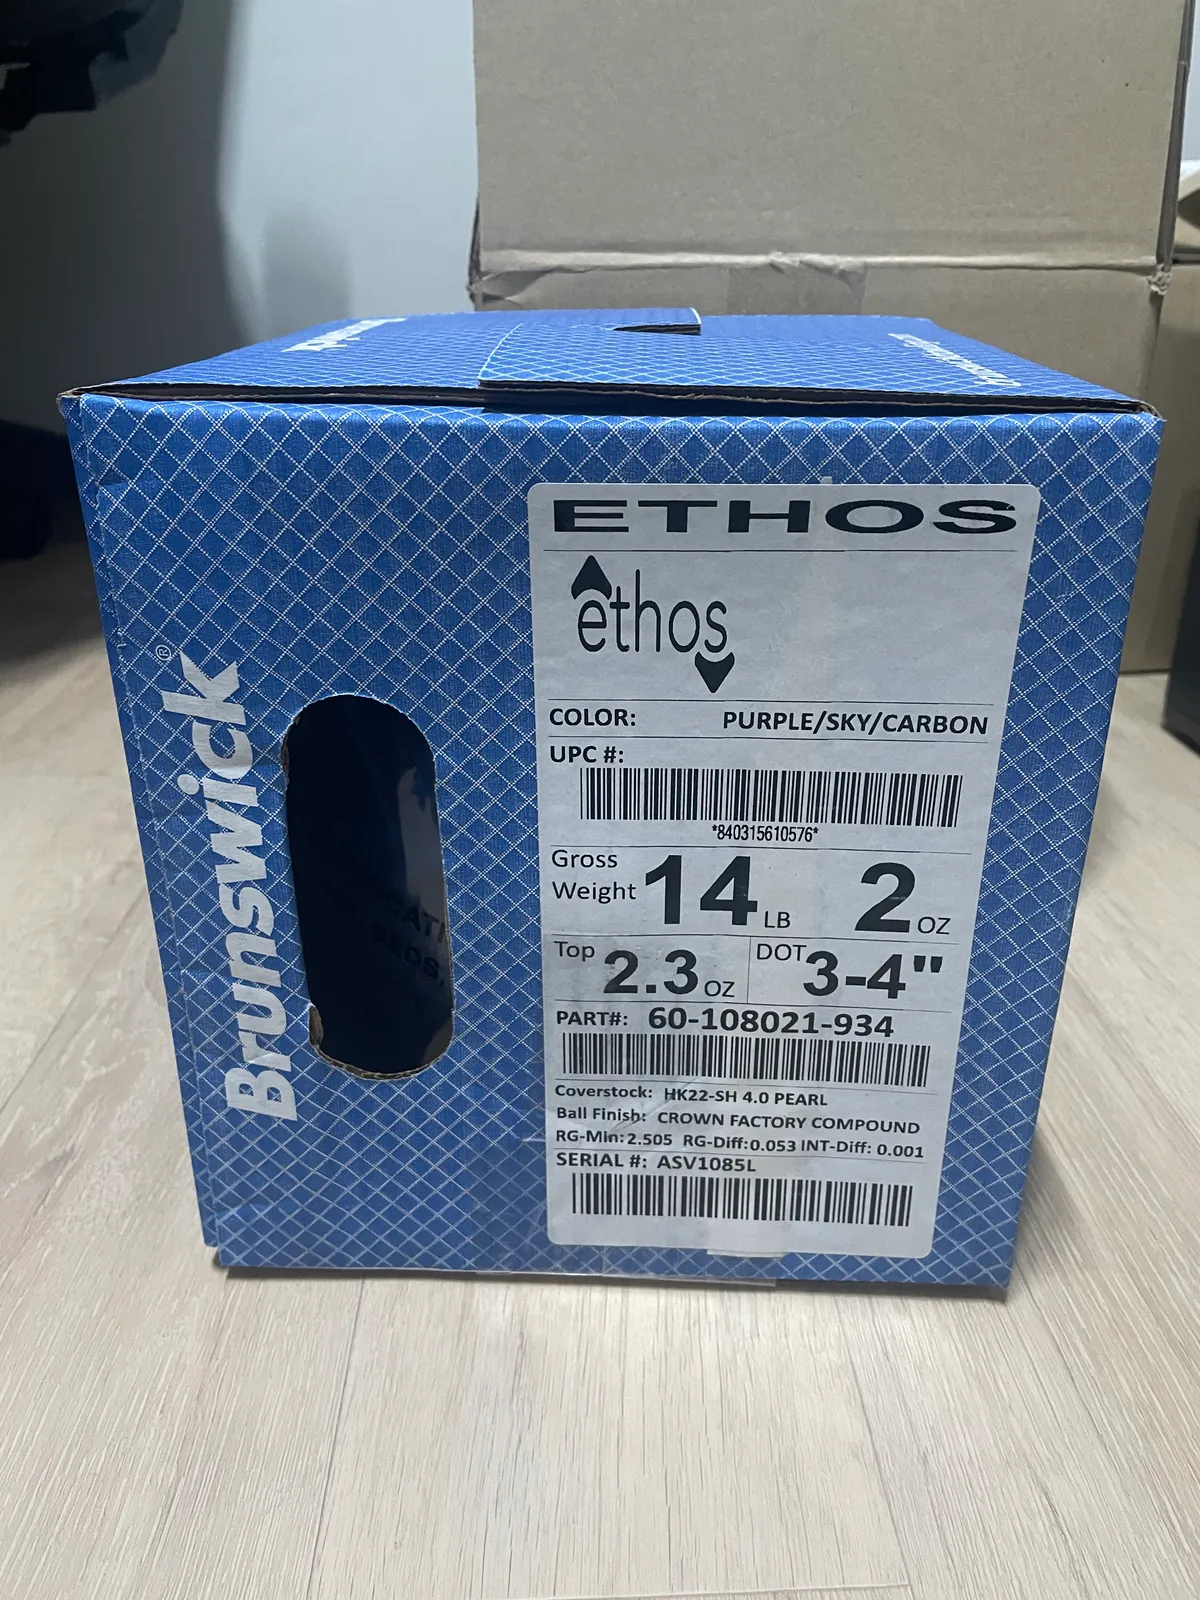 Brunswick®
ETHOS
ethos
COLOR: PURPLE/SKY/CARBON
UPC #:
*840315610576*
Gross Weight 14 LB 2 OZ
Top 2.3 OZ DOT 3-4"
PART#: 60-108021-934
Coverstock: HK22-SH 4.0 PEARL
Ball Finish: CROWN FACTORY COMPOUND
RG-Min: 2.505 RG-Diff: 0.053 INT-Diff: 0.001
SERIAL #: ASV1085L